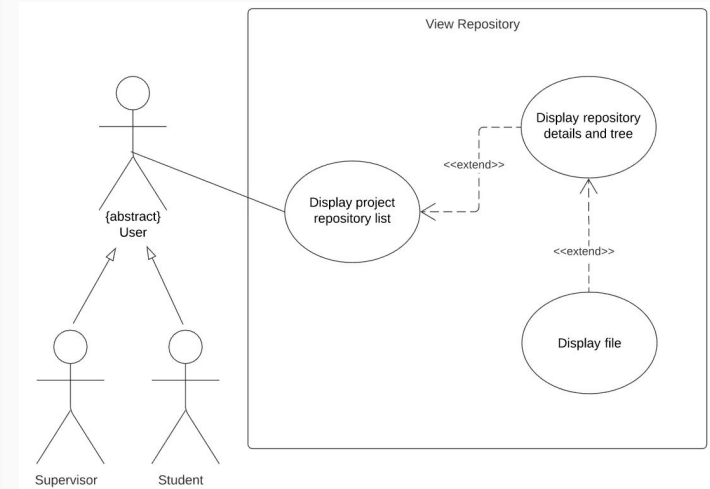 View Repository
Display repository
details and tree
<<extend>>
Display project
repository list
{abstract}
User
<<extend>>
Display file
Supervisor
Student